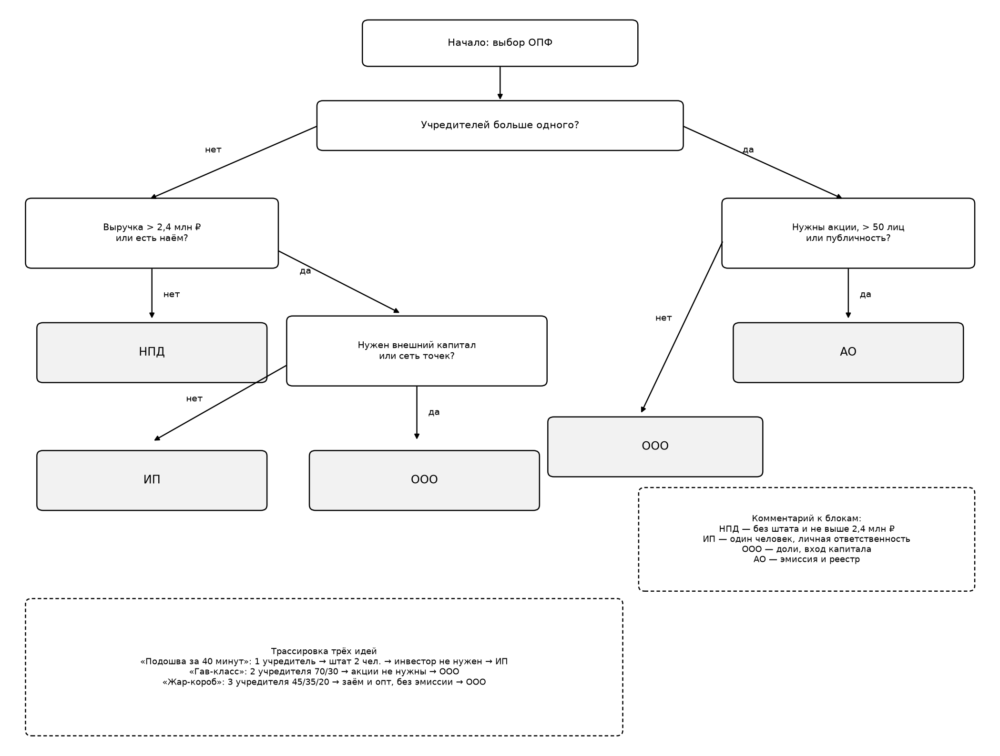 Начало: выбор ОПФ
Учредителей больше одного?
нет
да
Выручка > 2,4 млн ₽
или есть наём?
Нужны акции, > 50 лиц
или публичность?
да
нет
да
нет
НПД
Нужен внешний капитал
или сеть точек?
АО
нет
да
ООО
ИП
ООО
Комментарий к блокам:
НПД — без штата и не выше 2,4 млн ₽
ИП — один человек, личная ответственность
ООО — доли, вход капитала
АО — эмиссия и реестр
Трассировка трёх идей
«Подошва за 40 минут»: 1 учредитель → штат 2 чел. → инвестор не нужен → ИП
«Гав-класс»: 2 учредителя 70/30 → акции не нужны → ООО
«Жар-короб»: 3 учредителя 45/35/20 → заём и опт, без эмиссии → ООО